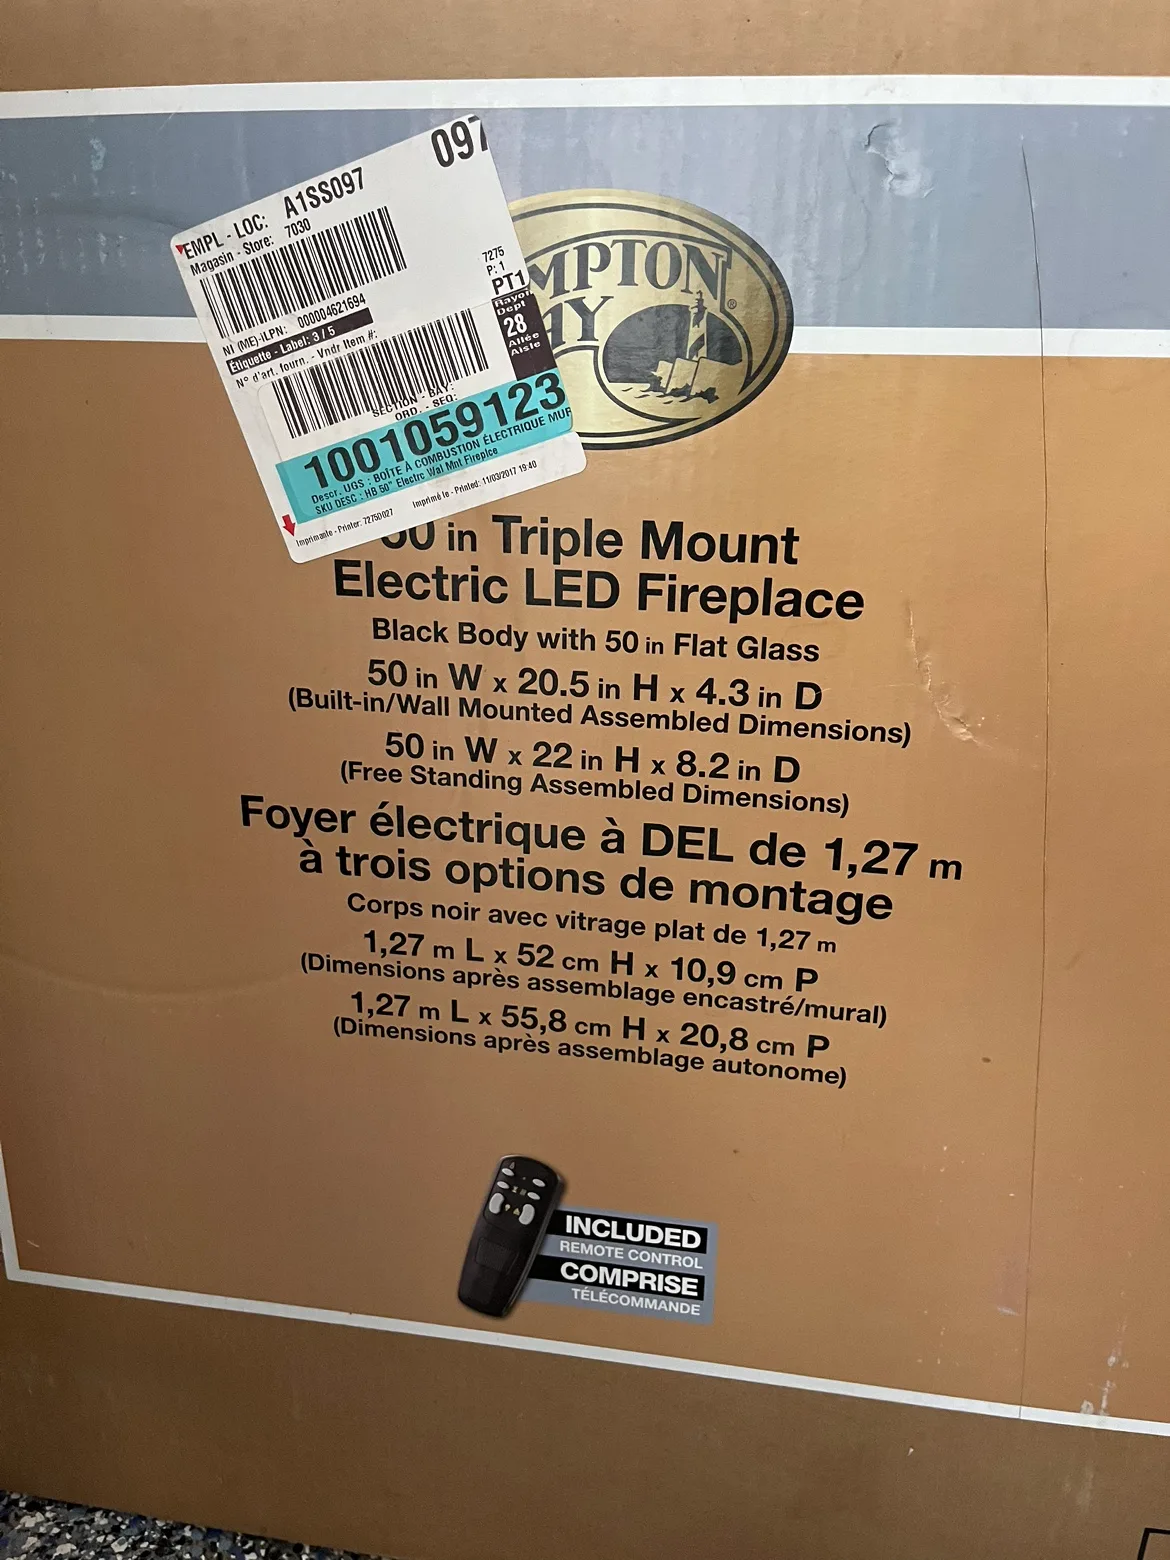 097
EMPL - LOC: A1SS097
Magasin - Store: 7030
7275
P: 1
PT1
N1 (ME)-iLPN: 000004621694
Étiquette - Label: 3 / 5
N° d'art. fourn. - Vndr Item #:
Rayon
Dept
28
Allée
Aisle
SECTION - BAY:
ORD. - SEQ:
1001059123
Descr. UGS : BOÎTE À COMBUSTION ÉLECTRIQUE MUR
SKU DESC : HB 50" Electrc Wal Mnt Fireplce
Imprimante - Printer: 72750027 Imprimé le - Printed: 11/03/2017 19:40
MPTON
AY
®
50 in Triple Mount
Electric LED Fireplace
Black Body with 50 in Flat Glass
50 in W x 20.5 in H x 4.3 in D
(Built-in/Wall Mounted Assembled Dimensions)
50 in W x 22 in H x 8.2 in D
(Free Standing Assembled Dimensions)
Foyer électrique à DEL de 1,27 m
à trois options de montage
Corps noir avec vitrage plat de 1,27 m
1,27 m L x 52 cm H x 10,9 cm P
(Dimensions après assemblage encastré/mural)
1,27 m L x 55,8 cm H x 20,8 cm P
(Dimensions après assemblage autonome)
INCLUDED
REMOTE CONTROL
COMPRISE
TÉLÉCOMMANDE